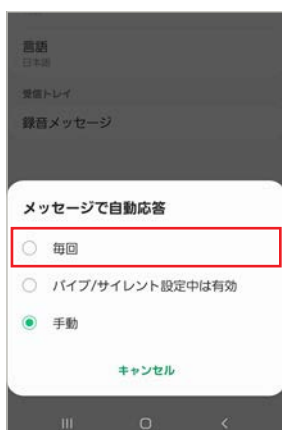 言語
日本語
受信トレイ
録音メッセージ
メッセージで自動応答
毎回
バイブ/サイレント設定中は有効
手動
キャンセル